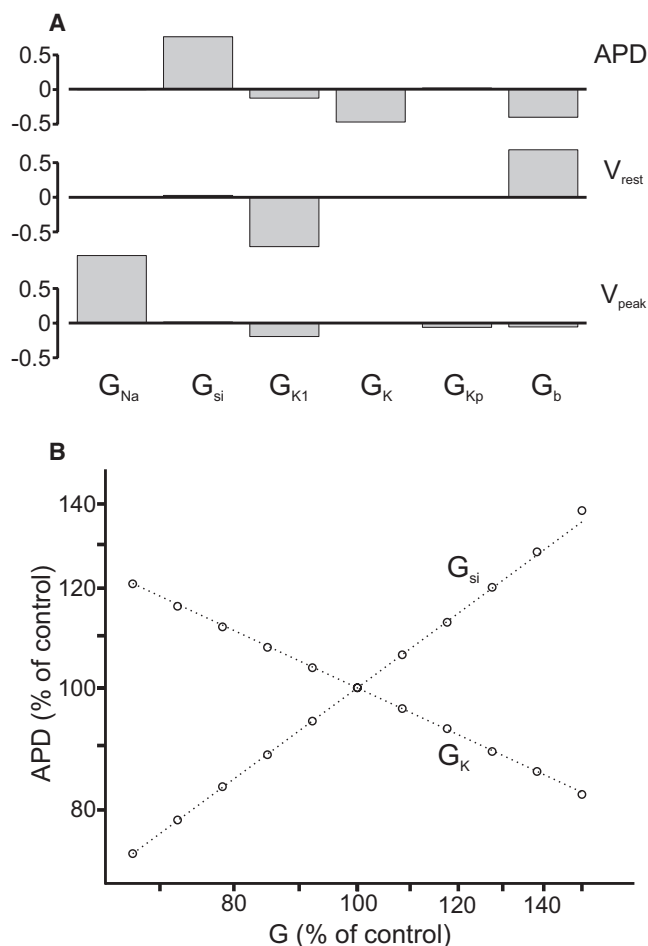 A
0.5
0
-0.5
APD
0.5
0
-0.5
V_rest
0.5
0
-0.5
V_peak
G_Na G_si G_K1 G_K G_Kp G_b
B
140
120
100
80
APD (% of control)
G_si
G_K
80 100 120 140
G (% of control)